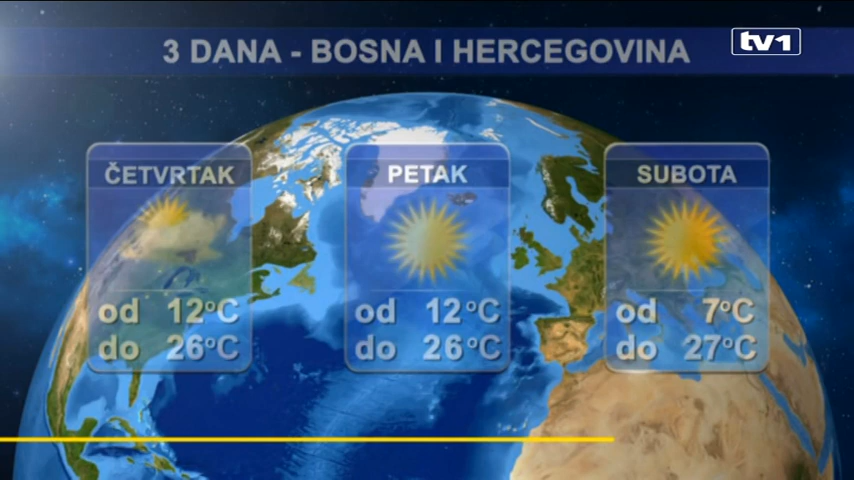 tv1
3 DANA - BOSNA I HERCEGOVINA
ČETVRTAK
od 12°C
do 26°C
PETAK
od 12°C
do 26°C
SUBOTA
od 7°C
do 27°C